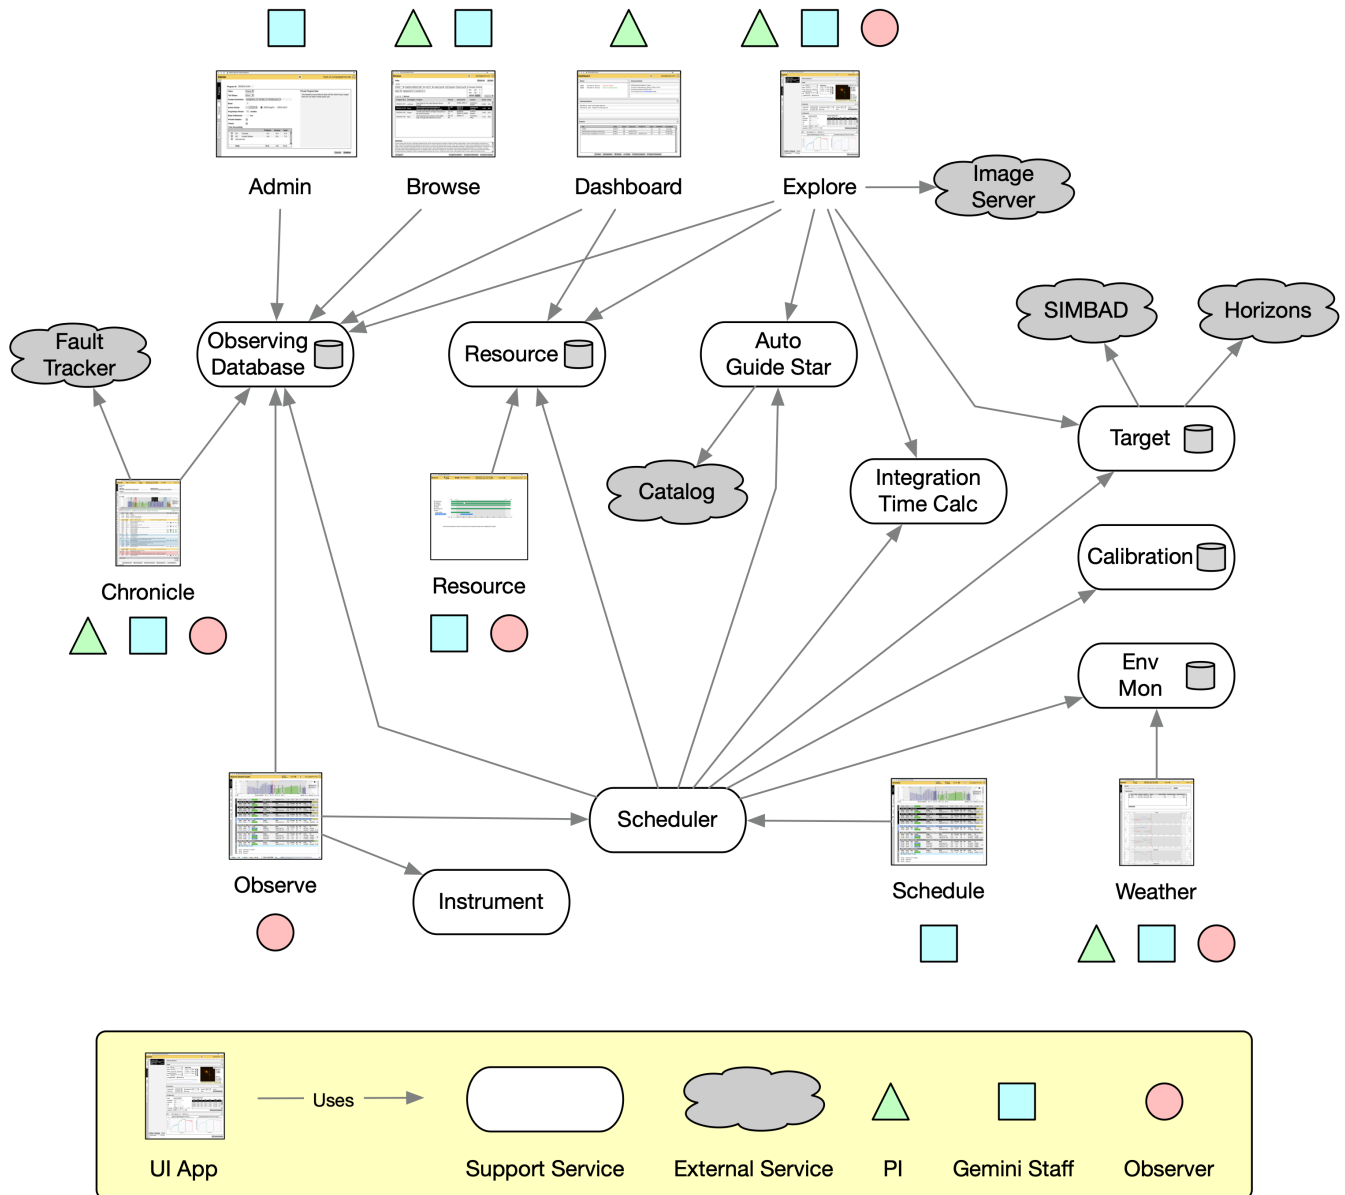 Admin
Browse
Dashboard
Explore
Image
Server
SIMBAD
Horizons
Fault
Tracker
Observing
Database
Resource
Auto
Guide Star
Target
Catalog
Integration
Time Calc
Calibration
Chronicle
Resource
Env
Mon
Scheduler
Observe
Instrument
Schedule
Weather
Uses
UI App
Support Service
External Service
PI
Gemini Staff
Observer